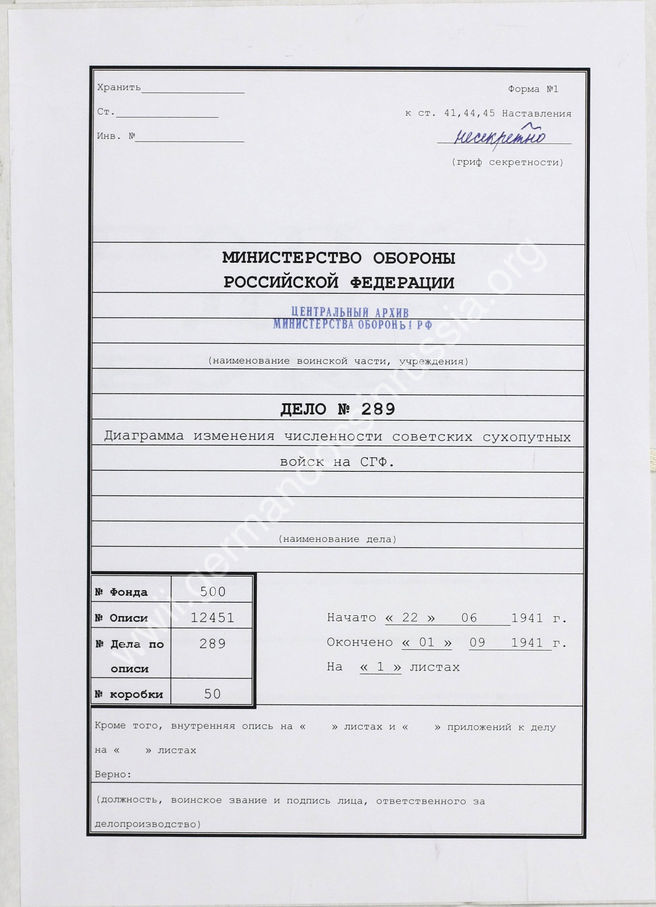 Хранить
Форма №1
Ст.
к ст. 41,44,45 Наставления
Инв. №
несекретно
(гриф секретности)
МИНИСТЕРСТВО ОБОРОНЫ
РОССИЙСКОЙ ФЕДЕРАЦИИ
ЦЕНТРАЛЬНЫЙ АРХИВ
МИНИСТЕРСТВА ОБОРОНЫ РФ
(наименование воинской части, учреждения)
ДЕЛО № 289
Диаграмма изменения численности советских сухопутных
войск на СГФ.
(наименование дела)
№ Фонда 500
№ Описи 12451
№ Дела по 289
описи
№ коробки 50
Начато « 22 » 06 1941 г.
Окончено « 01 » 09 1941 г.
На « 1 » листах
Кроме того, внутренняя опись на « » листах и « » приложений к делу
на « » листах
Верно:
(должность, воинское звание и подпись лица, ответственного за
делопроизводство)
www.germandocsinrussia.org